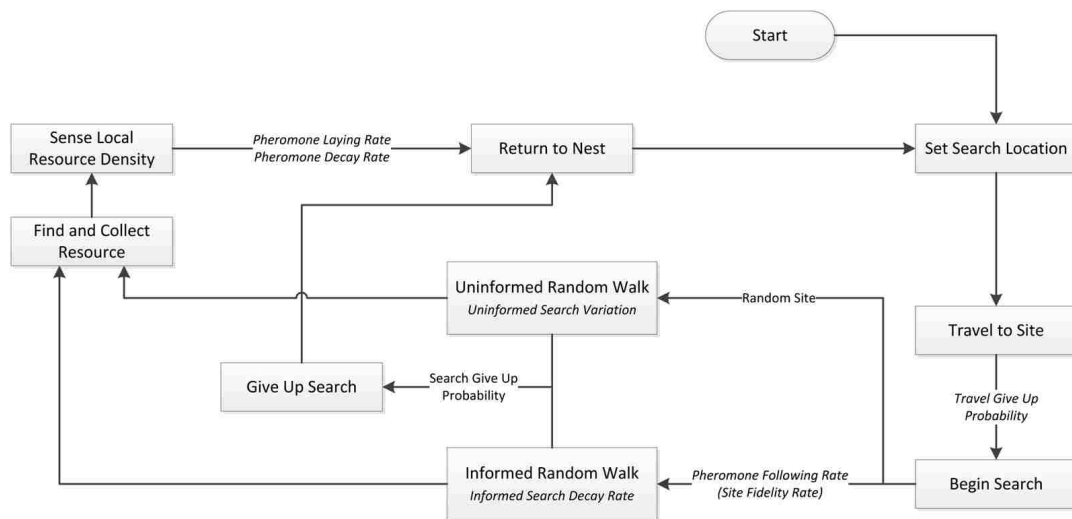 Start
Sense Local
Resource Density
Pheromone Laying Rate
Pheromone Decay Rate
Return to Nest
Set Search Location
Find and Collect
Resource
Uninformed Random Walk
Uninformed Search Variation
Random Site
Travel to Site
Give Up Search
Search Give Up
Probability
Travel Give Up
Probability
Informed Random Walk
Informed Search Decay Rate
Pheromone Following Rate
(Site Fidelity Rate)
Begin Search